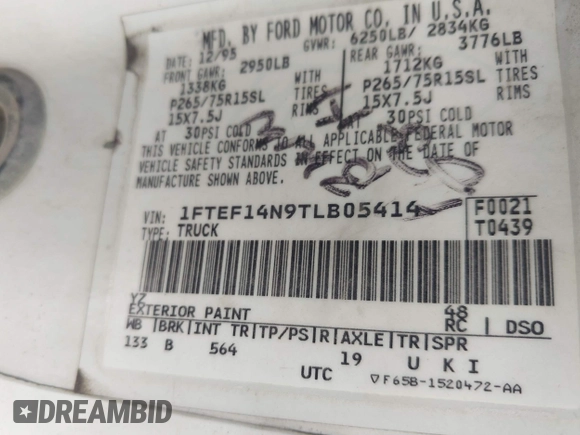 MFD. BY FORD MOTOR CO. IN U.S.A.
DATE: 12/95 GVWR: 6250LB/ 2834KG
FRONT GAWR: 2950LB REAR GAWR: 3776LB
1338KG WITH 1712KG WITH
P265/75R15SL TIRES P265/75R15SL TIRES
15X7.5J RIMS 15X7.5J RIMS
AT 30PSI COLD AT 30PSI COLD
THIS VEHICLE CONFORMS TO ALL APPLICABLE FEDERAL MOTOR
VEHICLE SAFETY STANDARDS IN EFFECT ON THE DATE OF
MANUFACTURE SHOWN ABOVE.
VIN: 1FTEF14N9TLB05414 F0021
TYPE: TRUCK T0439
YZ 48
EXTERIOR PAINT RC DSO
WB BRK INT TR TP/PS R AXLE TR SPR
133 B 564 19 U K I
UTC ▽F65B-1520472-AA
DREAMBID